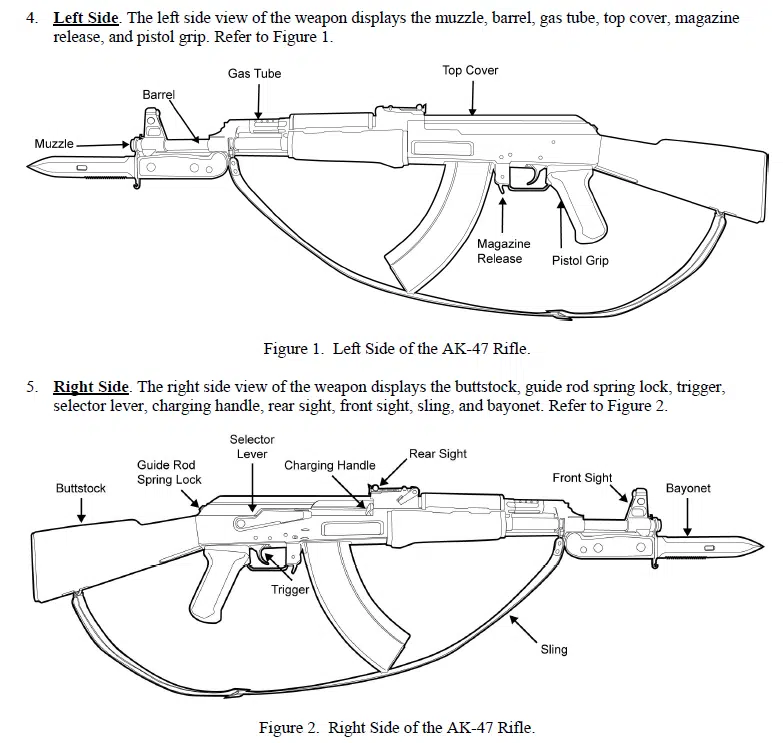 4. Left Side. The left side view of the weapon displays the muzzle, barrel, gas tube, top cover, magazine
release, and pistol grip. Refer to Figure 1.
Gas Tube
Top Cover
Barrel
Muzzle
Magazine
Release
Pistol Grip
Figure 1. Left Side of the AK-47 Rifle.
5. Right Side. The right side view of the weapon displays the buttstock, guide rod spring lock, trigger,
selector lever, charging handle, rear sight, front sight, sling, and bayonet. Refer to Figure 2.
Selector
Lever
Rear Sight
Guide Rod
Spring Lock
Charging Handle
Front Sight
Buttstock
Bayonet
Trigger
Sling
Figure 2. Right Side of the AK-47 Rifle.